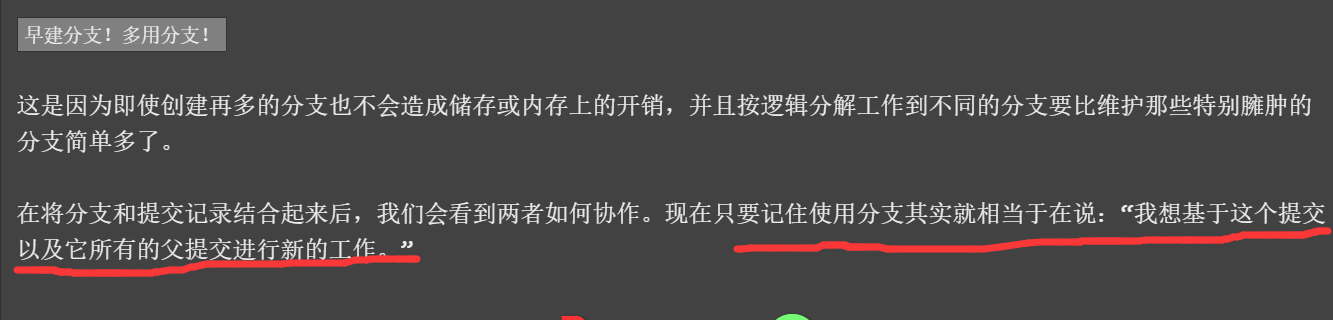 早建分支！多用分支！
这是因为即使创建再多的分支也不会造成储存或内存上的开销，并且按逻辑分解工作到不同的分支要比维护那些特别臃肿的
分支简单多了。
在将分支和提交记录结合起来后，我们会看到两者如何协作。现在只要记住使用分支其实就相当于在说：“我想基于这个提交
以及它所有的父提交进行新的工作。”